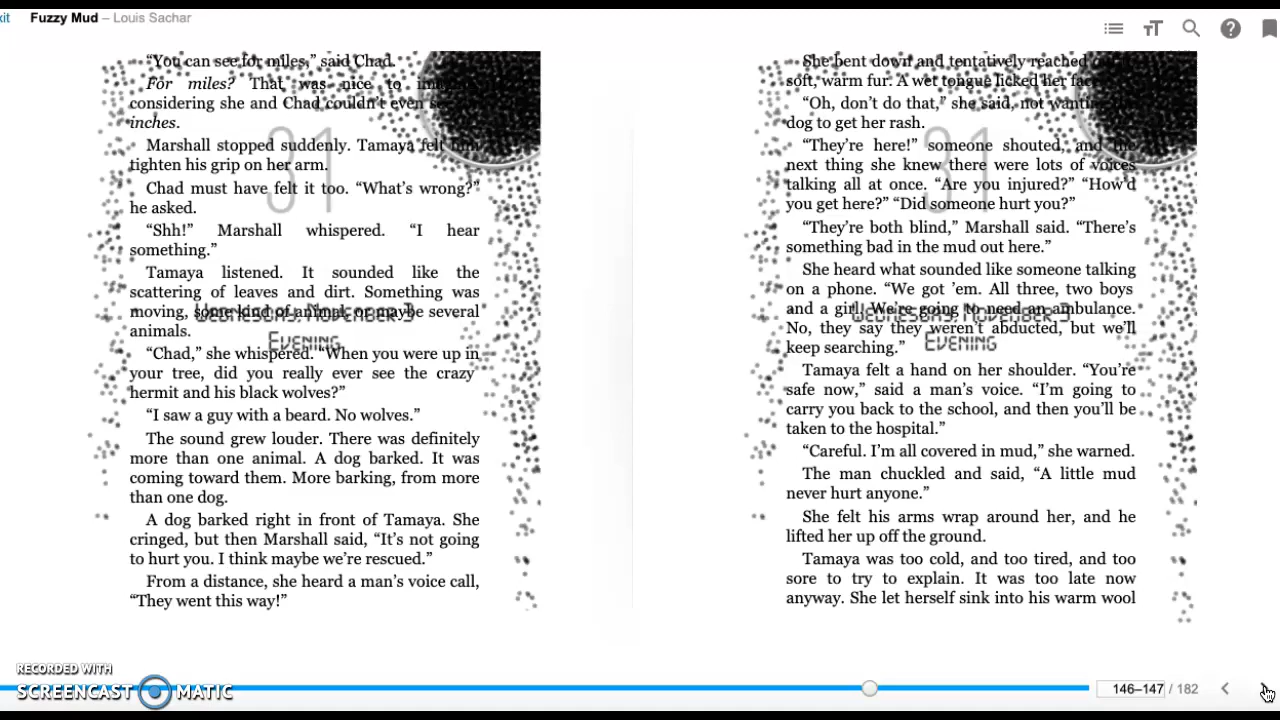 xit Fuzzy Mud – Louis Sachar
“You can see for miles,” said Chad.
For miles? That was nice to
considering she and Chad couldn’t even
inches.
Marshall stopped suddenly. Tamaya felt him
tighten his grip on her arm.
Chad must have felt it too. “What’s wrong?”
he asked.
“Shh!” Marshall whispered. “I hear
something.”
Tamaya listened. It sounded like the
scattering of leaves and dirt. Something was
moving, some kind of animal, or maybe several
animals.
“Chad,” she whispered. “When you were up in
your tree, did you really ever see the crazy
hermit and his black wolves?”
“I saw a guy with a beard. No wolves.”
The sound grew louder. There was definitely
more than one animal. A dog barked. It was
coming toward them. More barking, from more
than one dog.
A dog barked right in front of Tamaya. She
cringed, but then Marshall said, “It’s not going
to hurt you. I think maybe we’re rescued.”
From a distance, she heard a man’s voice call,
“They went this way!”
31
Wednesday, November 3
Evening
She bent down and tentatively reached
soft, warm fur. A wet tongue licked her face.
“Oh, don’t do that,” she said, not wanting
dog to get her rash.
“They’re here!” someone shouted, and the
next thing she knew there were lots of voices
talking all at once. “Are you injured?” “How’d
you get here?” “Did someone hurt you?”
“They’re both blind,” Marshall said. “There’s
something bad in the mud out here.”
She heard what sounded like someone talking
on a phone. “We got ’em. All three, two boys
and a girl. We’re going to need an ambulance.
No, they say they weren’t abducted, but we’ll
keep searching.”
Tamaya felt a hand on her shoulder. “You’re
safe now,” said a man’s voice. “I’m going to
carry you back to the school, and then you’ll be
taken to the hospital.”
“Careful. I’m all covered in mud,” she warned.
The man chuckled and said, “A little mud
never hurt anyone.”
She felt his arms wrap around her, and he
lifted her up off the ground.
Tamaya was too cold, and too tired, and too
sore to try to explain. It was too late now
anyway. She let herself sink into his warm wool
31
Wednesday, November 3
Evening
RECORDED WITH
SCREENCAST MATIC
146–147 / 182